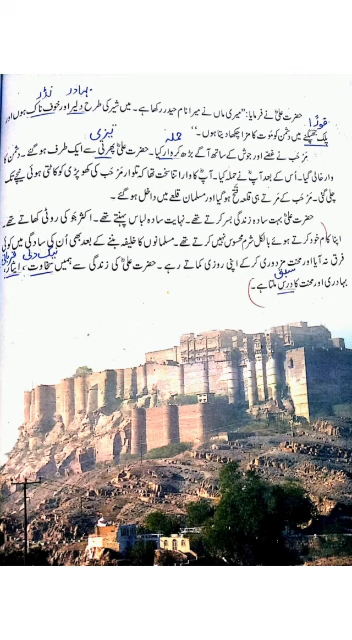 بہادر نڈر
حضرت علیؓ نے فرمایا: ”میری ماں نے میرا نام حیدر رکھا ہے۔ میں شیر کی طرح دلیر اور خوف ناک ہوں اور
فوراً
پلک جھپکنے میں دشمن کو موت کا مزا چکھا دیتا ہوں۔“
حملہ تیزی
مرحب نے غصے اور جوش کے ساتھ آگے بڑھ کر وار کیا۔ حضرت علیؓ پھرتی سے ایک طرف ہو گئے۔ دشمن کا
وار خالی گیا۔ اُس کے بعد آپؓ نے حملہ کیا۔ آپؓ کا وار اتنا سخت تھا کہ تلوار مرحب کی کھوپڑی کو کاٹتی ہوئی نیچے تک
چلی گئی۔ مرحب کے مرتے ہی قلعہ فتح ہو گیا اور مسلمان قلعے میں داخل ہو گئے۔
حضرت علیؓ بہت سادہ زندگی بسر کرتے تھے۔ نہایت سادہ لباس پہنتے تھے۔ اکثر جَو کی روٹی کھاتے تھے۔
اپنا کام خود کرتے ہوئے بالکل شرم محسوس نہیں کرتے تھے۔ مسلمانوں کا خلیفہ بننے کے بعد بھی اُن کی سادگی میں کوئی
فرق نہ آیا اور محنت مزدوری کر کے اپنی روزی کماتے رہے۔ حضرت علیؓ کی زندگی سے ہمیں سخاوت، ایثار،
سبق
بہادری اور محنت کا درس ملتا ہے۔